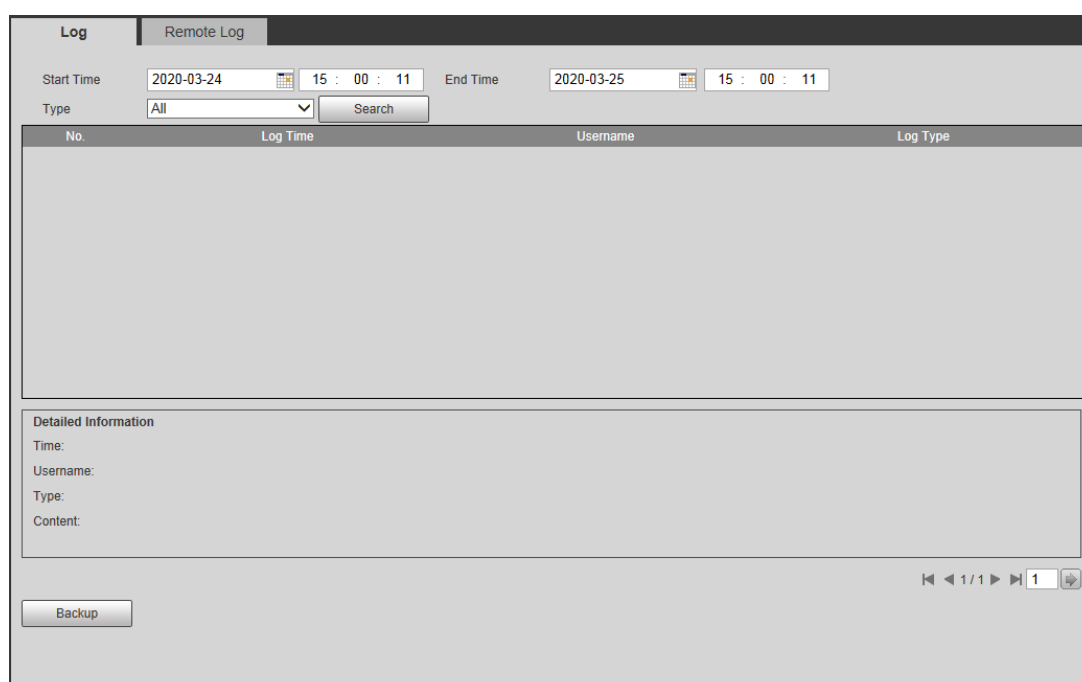 Log Remote Log
Start Time 2020-03-24 15 : 00 : 11 End Time 2020-03-25 15 : 00 : 11
Type All Search
No. Log Time Username Log Type
Detailed Information
Time:
Username:
Type:
Content:
1 / 1 1
Backup